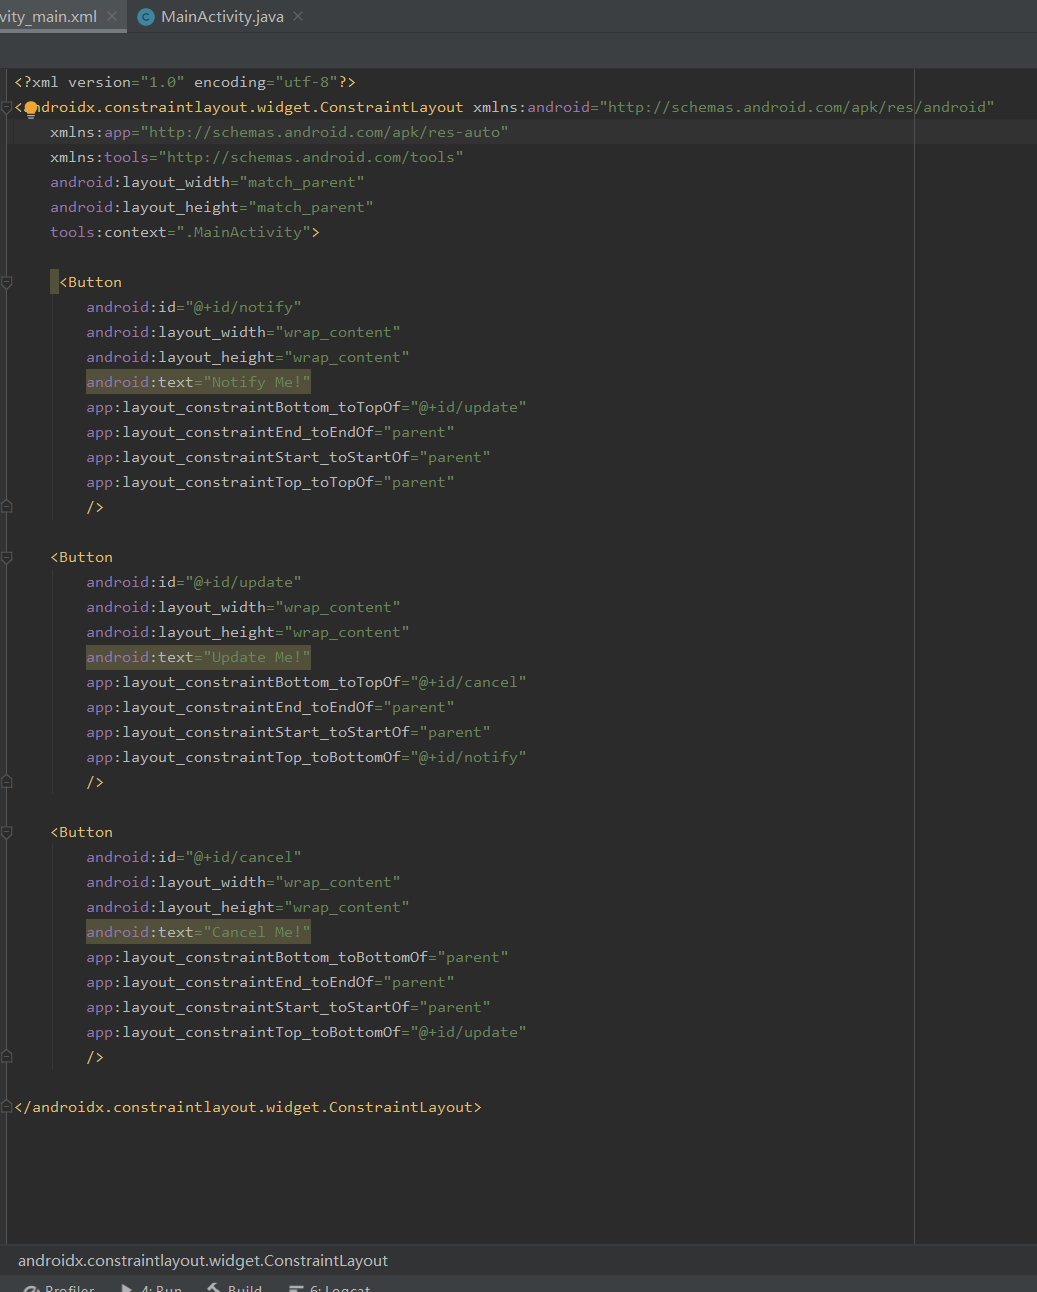 vity_main.xml MainActivity.java
<?xml version="1.0" encoding="utf-8"?>
<androidx.constraintlayout.widget.ConstraintLayout xmlns:android="http://schemas.android.com/apk/res/android"
    xmlns:app="http://schemas.android.com/apk/res-auto"
    xmlns:tools="http://schemas.android.com/tools"
    android:layout_width="match_parent"
    android:layout_height="match_parent"
    tools:context=".MainActivity">
     <Button
        android:id="@+id/notify"
        android:layout_width="wrap_content"
        android:layout_height="wrap_content"
        android:text="Notify Me!"
        app:layout_constraintBottom_toTopOf="@+id/update"
        app:layout_constraintEnd_toEndOf="parent"
        app:layout_constraintStart_toStartOf="parent"
        app:layout_constraintTop_toTopOf="parent"
        />
    <Button
        android:id="@+id/update"
        android:layout_width="wrap_content"
        android:layout_height="wrap_content"
        android:text="Update Me!"
        app:layout_constraintBottom_toTopOf="@+id/cancel"
        app:layout_constraintEnd_toEndOf="parent"
        app:layout_constraintStart_toStartOf="parent"
        app:layout_constraintTop_toBottomOf="@+id/notify"
        />
    <Button
        android:id="@+id/cancel"
        android:layout_width="wrap_content"
        android:layout_height="wrap_content"
        android:text="Cancel Me!"
        app:layout_constraintBottom_toBottomOf="parent"
        app:layout_constraintEnd_toEndOf="parent"
        app:layout_constraintStart_toStartOf="parent"
        app:layout_constraintTop_toBottomOf="@+id/update"
        />
</androidx.constraintlayout.widget.ConstraintLayout>
androidx.constraintlayout.widget.ConstraintLayout
Profiler 4: Run Build 6: Logcat